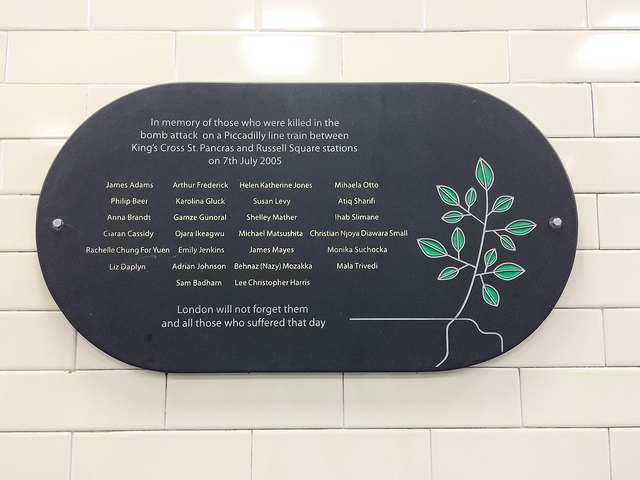 In memory of those who were killed in the
bomb attack on a Piccadilly line train between
King's Cross St. Pancras and Russell Square stations
on 7th July 2005
James Adams Arthur Frederick Helen Katherine Jones Mihaela Otto
Philip Beer Karolina Gluck Susan Levy Atiq Sharifi
Anna Brandt Gamze Günoral Shelley Mather Ihab Slimane
Ciaran Cassidy Ojara Ikeagwu Michael Matsushita Christian Njoya Diawara Small
Rachelle Chung For Yuen Emily Jenkins James Mayes Monika Suchocka
Liz Daplyn Adrian Johnson Behnaz (Nazy) Mozakka Mala Trivedi
Sam Badham Lee Christopher Harris
London will not forget them
and all those who suffered that day